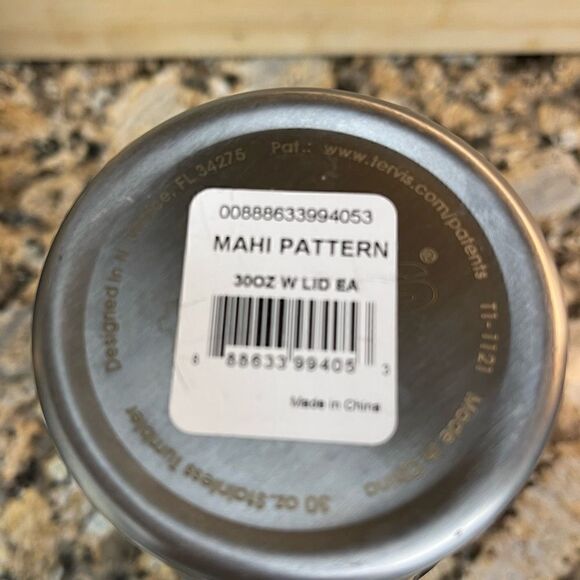 00888633994053
MAHI PATTERN
30OZ W LID EA
8 88633 99405 3
Made in China
Designed in N FL 34275 Pat.: www.tervis.com/patents T1-1121 Made in China
30 oz. Stainless Tumbler